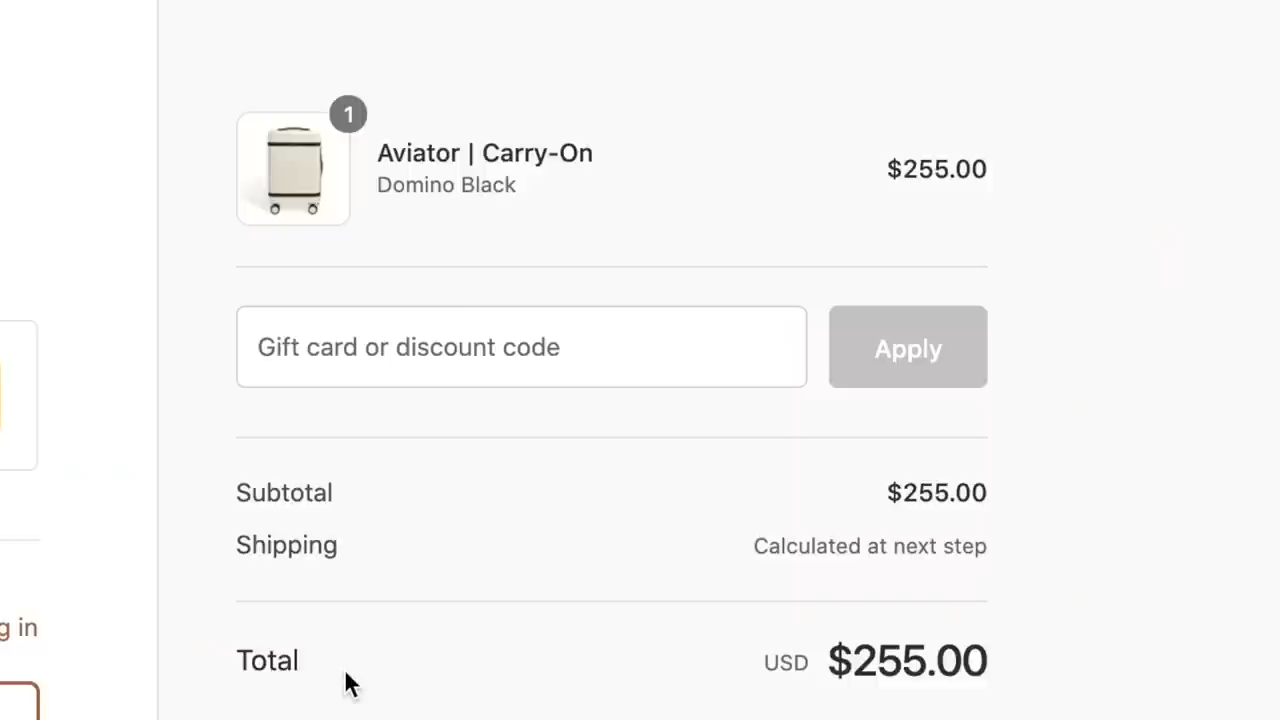 1
Aviator | Carry-On
Domino Black
$255.00
Gift card or discount code
Apply
Subtotal
$255.00
Shipping
Calculated at next step
g in
Total
USD $255.00